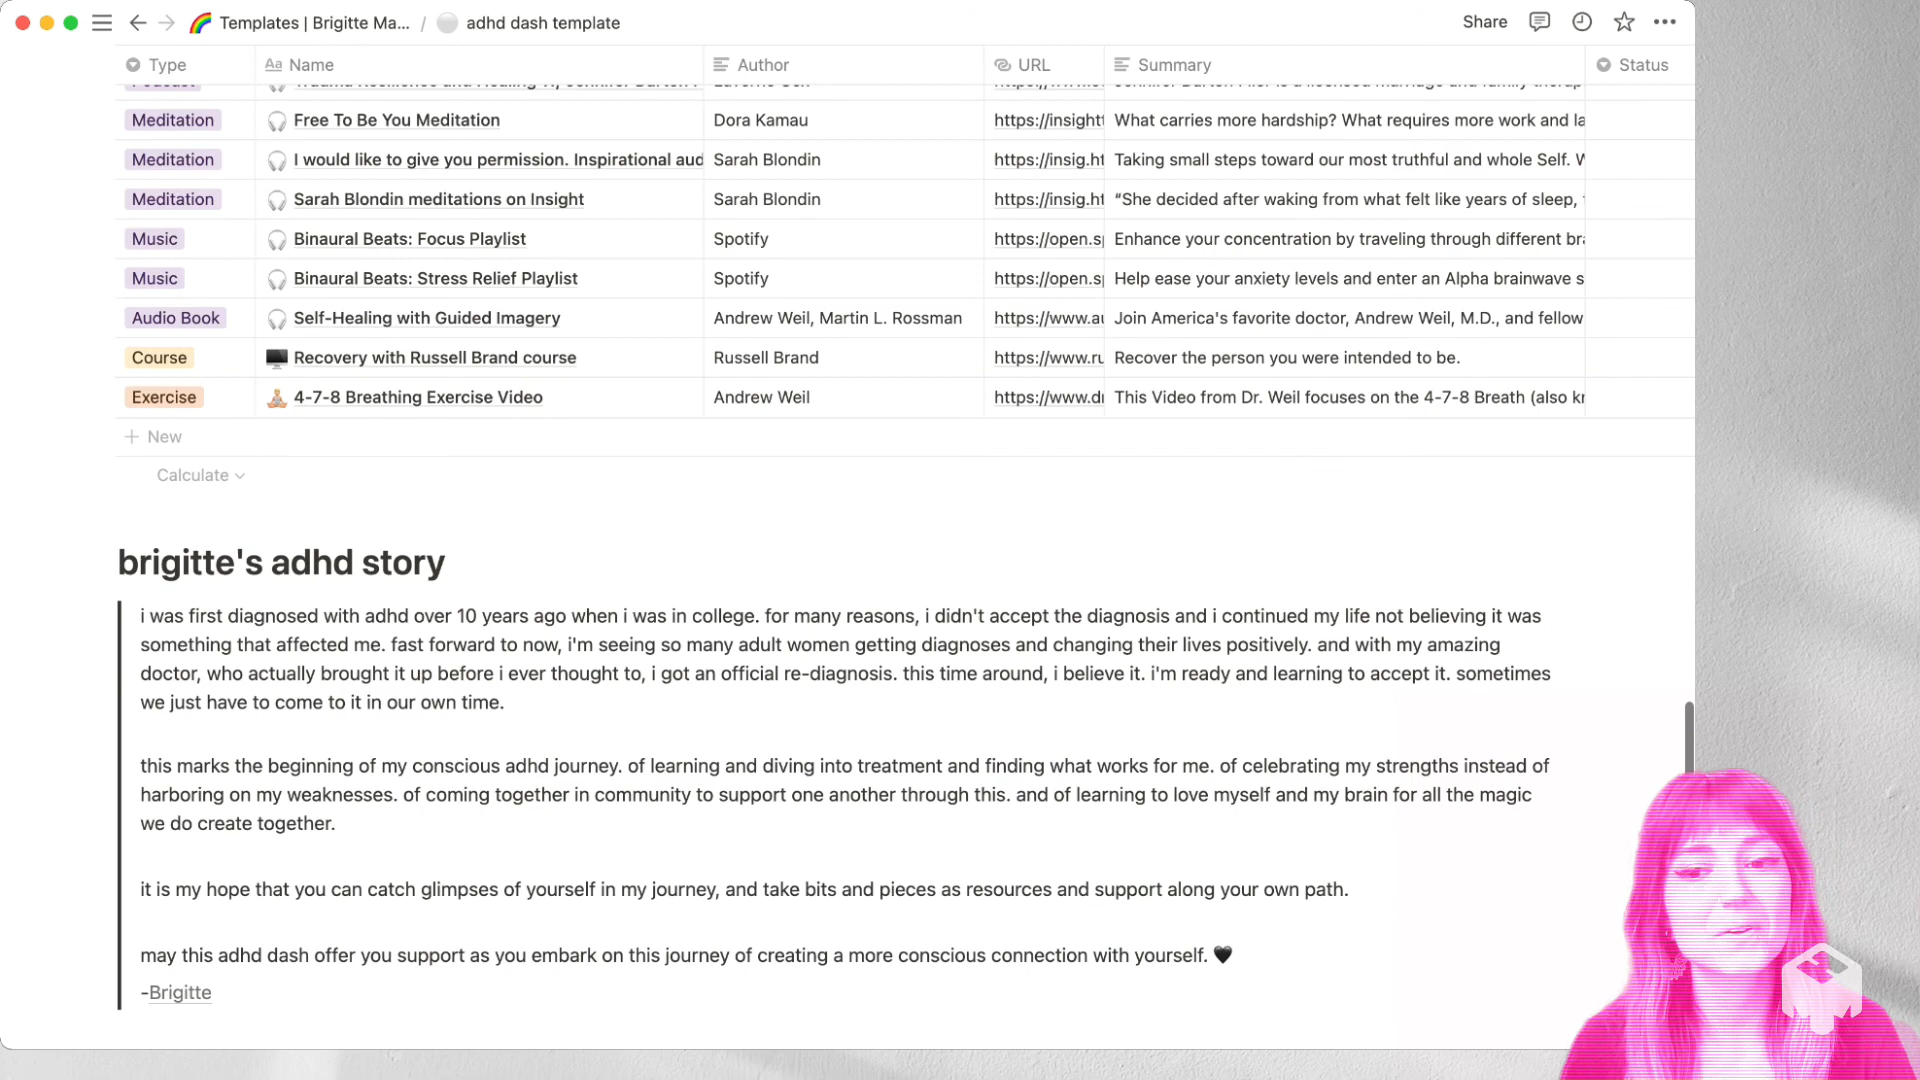 Templates | Brigitte Ma... / adhd dash template
Share
Type Name Author URL Summary Status
Meditation Free To Be You Meditation Dora Kamau https://insight What carries more hardship? What requires more work and la
Meditation I would like to give you permission. Inspirational aud Sarah Blondin https://insig.ht Taking small steps toward our most truthful and whole Self. W
Meditation Sarah Blondin meditations on Insight Sarah Blondin https://insig.ht “She decided after waking from what felt like years of sleep,
Music Binaural Beats: Focus Playlist Spotify https://open.sp Enhance your concentration by traveling through different bra
Music Binaural Beats: Stress Relief Playlist Spotify https://open.sp Help ease your anxiety levels and enter an Alpha brainwave s
Audio Book Self-Healing with Guided Imagery Andrew Weil, Martin L. Rossman https://www.au Join America's favorite doctor, Andrew Weil, M.D., and fellow
Course Recovery with Russell Brand course Russell Brand https://www.ru Recover the person you were intended to be.
Exercise 4-7-8 Breathing Exercise Video Andrew Weil https://www.dr This Video from Dr. Weil focuses on the 4-7-8 Breath (also kn
+ New
Calculate
brigitte's adhd story
i was first diagnosed with adhd over 10 years ago when i was in college. for many reasons, i didn't accept the diagnosis and i continued my life not believing it was
something that affected me. fast forward to now, i'm seeing so many adult women getting diagnoses and changing their lives positively. and with my amazing
doctor, who actually brought it up before i ever thought to, i got an official re-diagnosis. this time around, i believe it. i'm ready and learning to accept it. sometimes
we just have to come to it in our own time.
this marks the beginning of my conscious adhd journey. of learning and diving into treatment and finding what works for me. of celebrating my strengths instead of
harboring on my weaknesses. of coming together in community to support one another through this. and of learning to love myself and my brain for all the magic
we do create together.
it is my hope that you can catch glimpses of yourself in my journey, and take bits and pieces as resources and support along your own path.
may this adhd dash offer you support as you embark on this journey of creating a more conscious connection with yourself. 🖤
-Brigitte